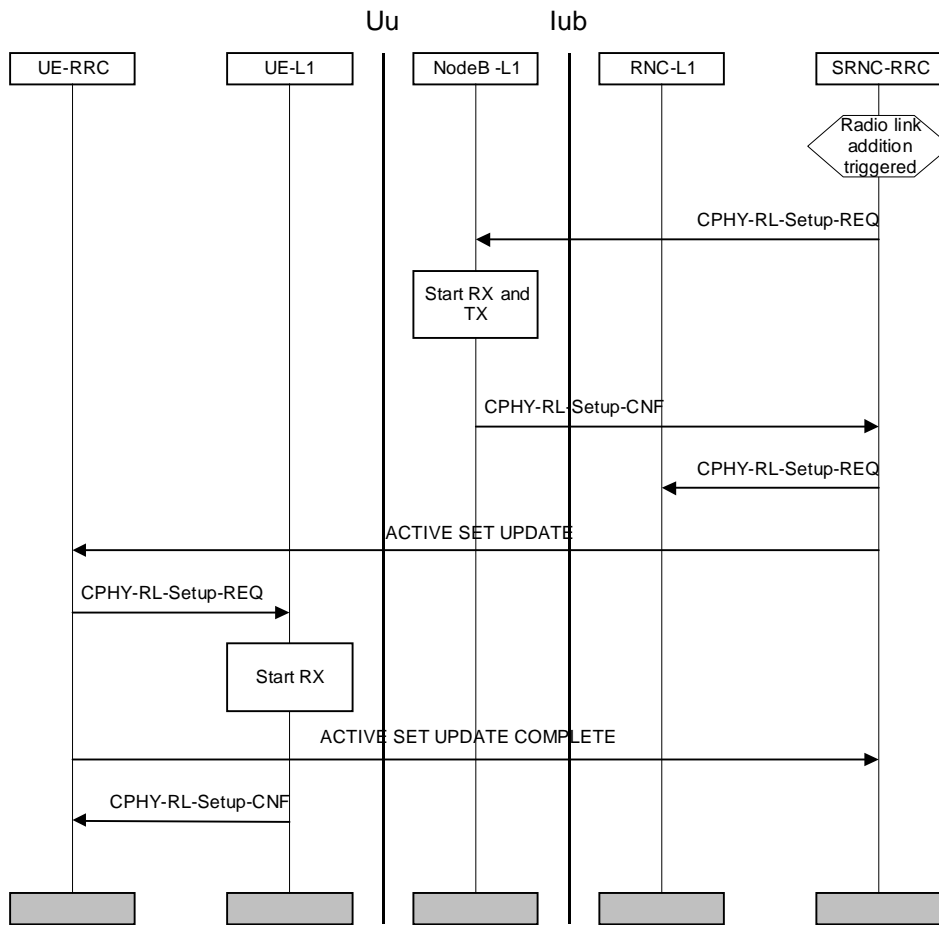 Uu
Iub
UE-RRC
UE-L1
NodeB -L1
RNC-L1
SRNC-RRC
Radio link
addition
triggered
CPHY-RL-Setup-REQ
Start RX and
TX
CPHY-RL-Setup-CNF
CPHY-RL-Setup-REQ
ACTIVE SET UPDATE
CPHY-RL-Setup-REQ
Start RX
ACTIVE SET UPDATE COMPLETE
CPHY-RL-Setup-CNF